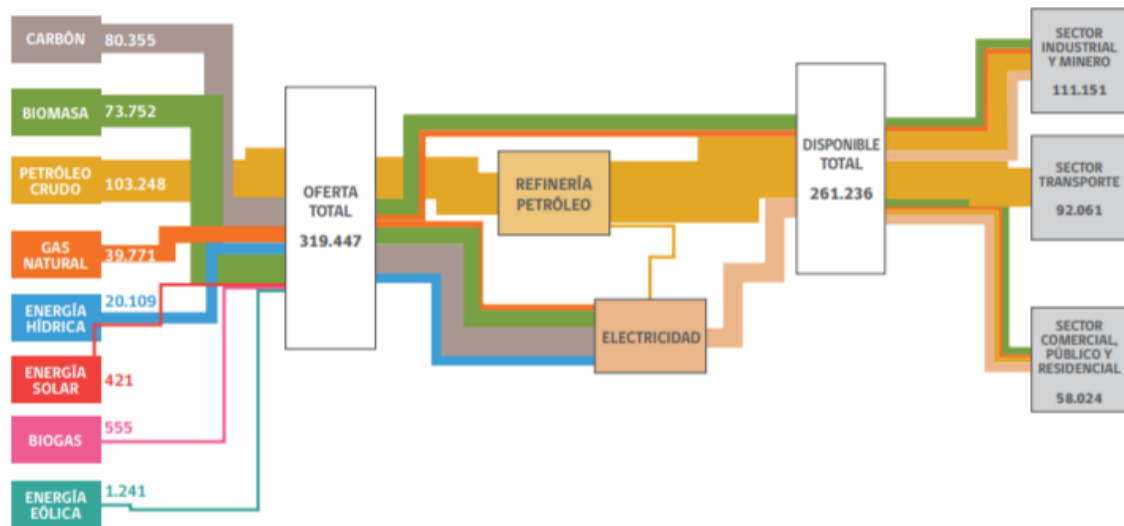 CARBÓN
80.355
BIOMASA
73.752
PETRÓLEO
CRUDO
103.248
GAS
NATURAL
39.771
ENERGÍA
HÍDRICA
20.109
ENERGÍA
SOLAR
421
BIOGAS
555
ENERGÍA
EÓLICA
1.241
OFERTA
TOTAL
319.447
REFINERÍA
PETRÓLEO
ELECTRICIDAD
DISPONIBLE
TOTAL
261.236
SECTOR
INDUSTRIAL
Y MINERO
111.151
SECTOR
TRANSPORTE
92.061
SECTOR
COMERCIAL,
PÚBLICO Y
RESIDENCIAL
58.024